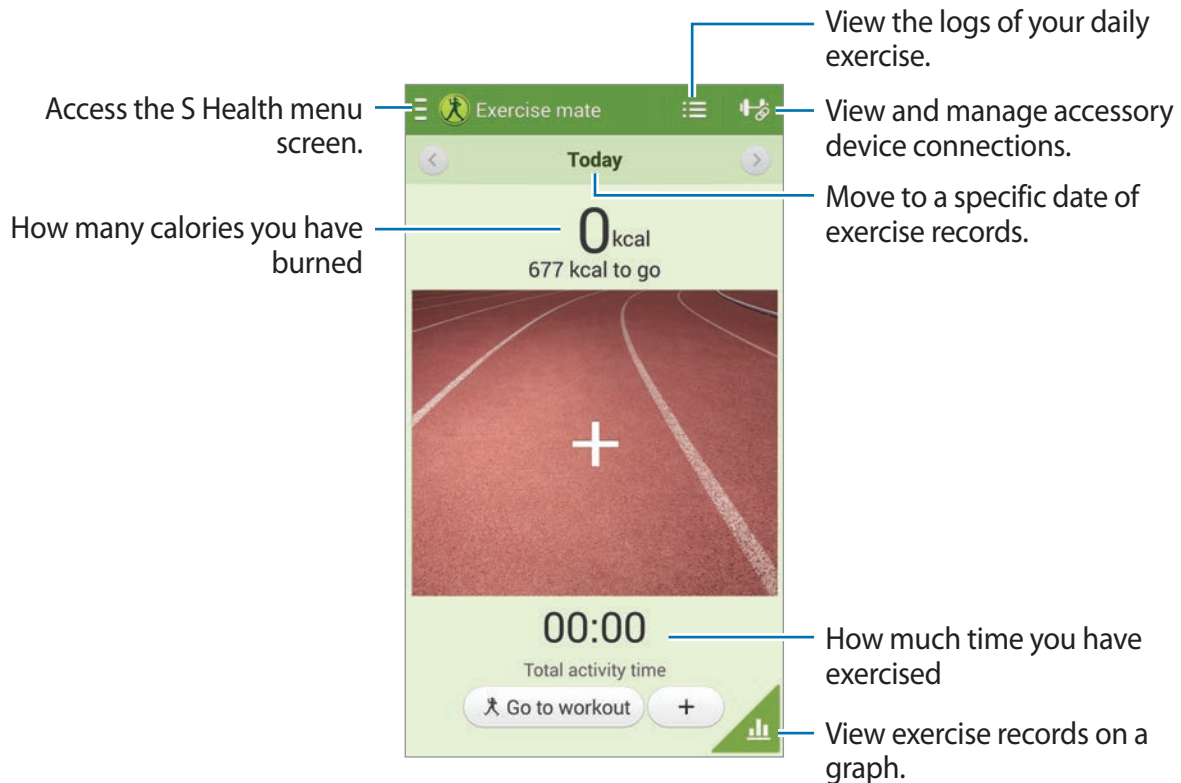 View the logs of your daily
exercise.
Access the S Health menu
screen.
Exercise mate
View and manage accessory
device connections.
Today
Move to a specific date of
exercise records.
How many calories you have
burned
0 kcal
677 kcal to go
00:00
How much time you have
exercised
Total activity time
Go to workout
+
View exercise records on a
graph.